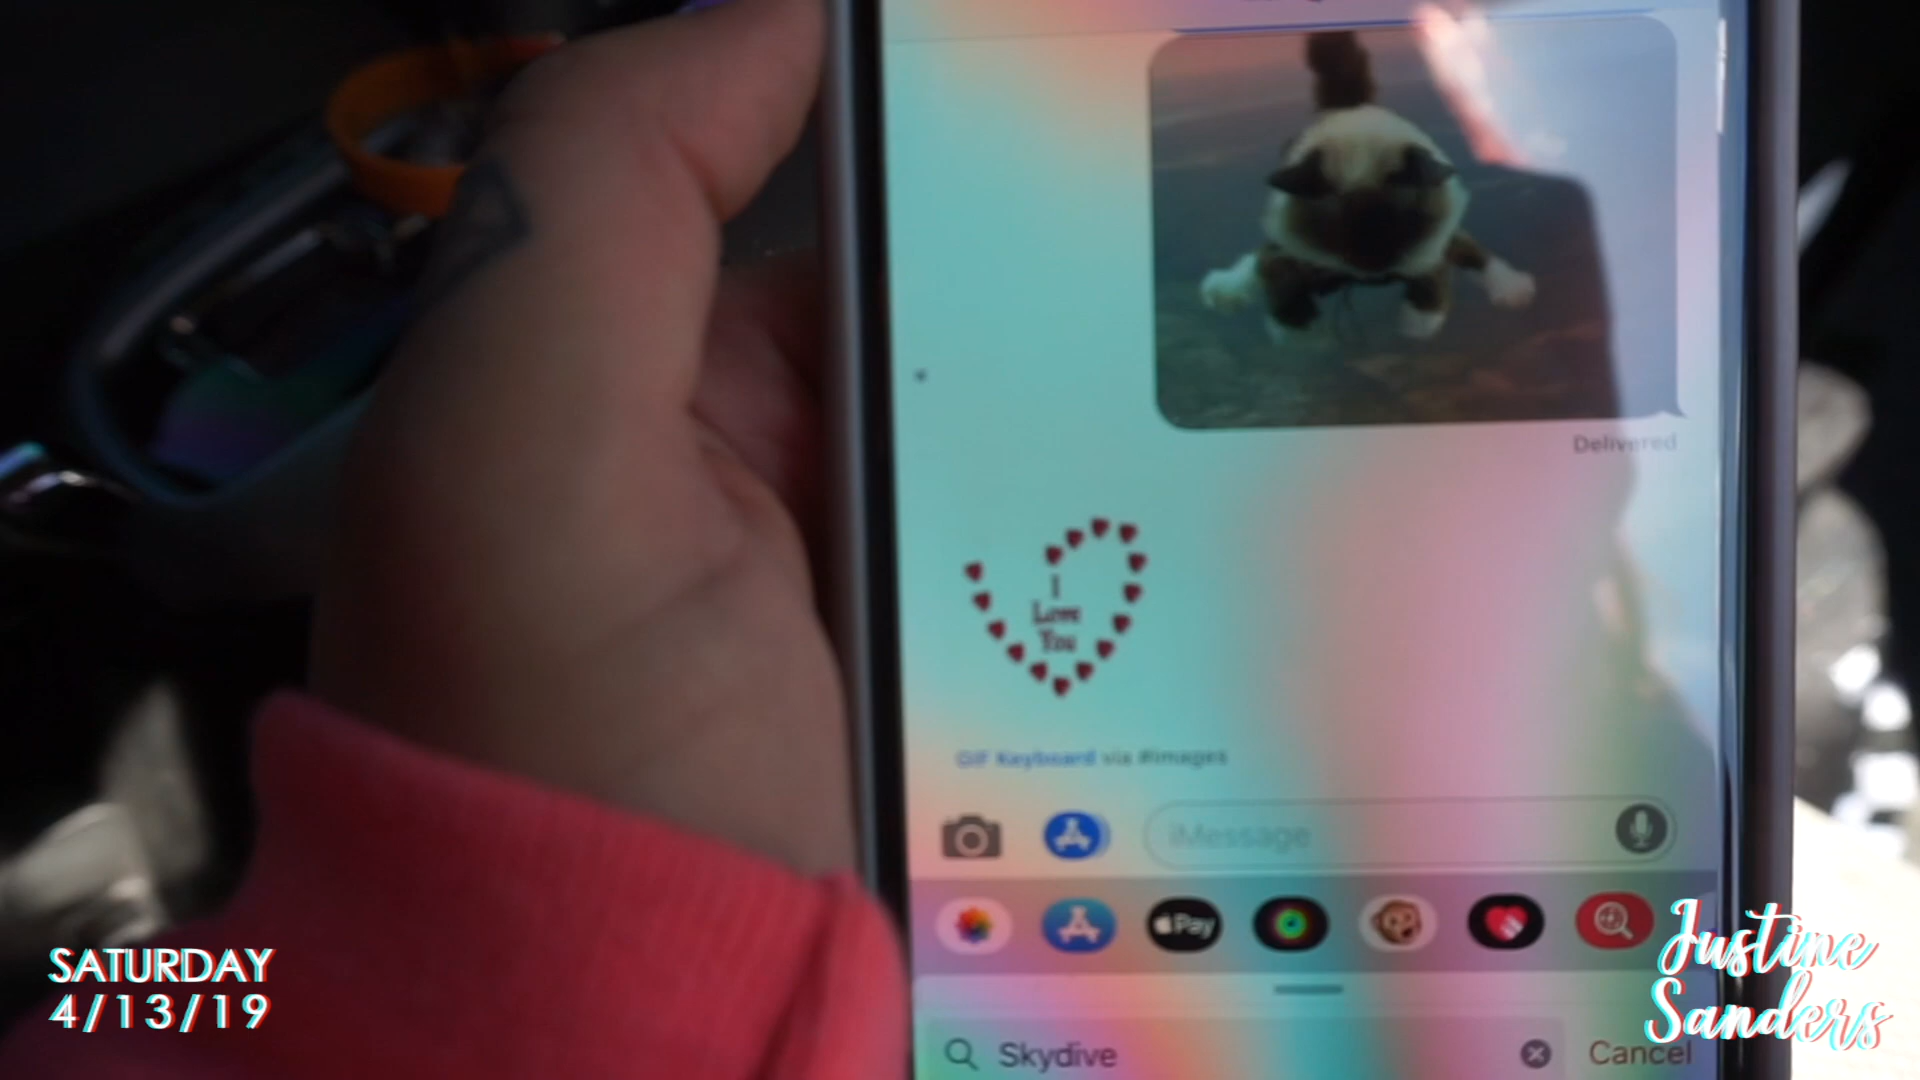 Delivered
I
Love
You
GIF Keyboard via #images
iMessage
Pay
Skydive
Cancel
SATURDAY
4/13/19
Justine
Sanders